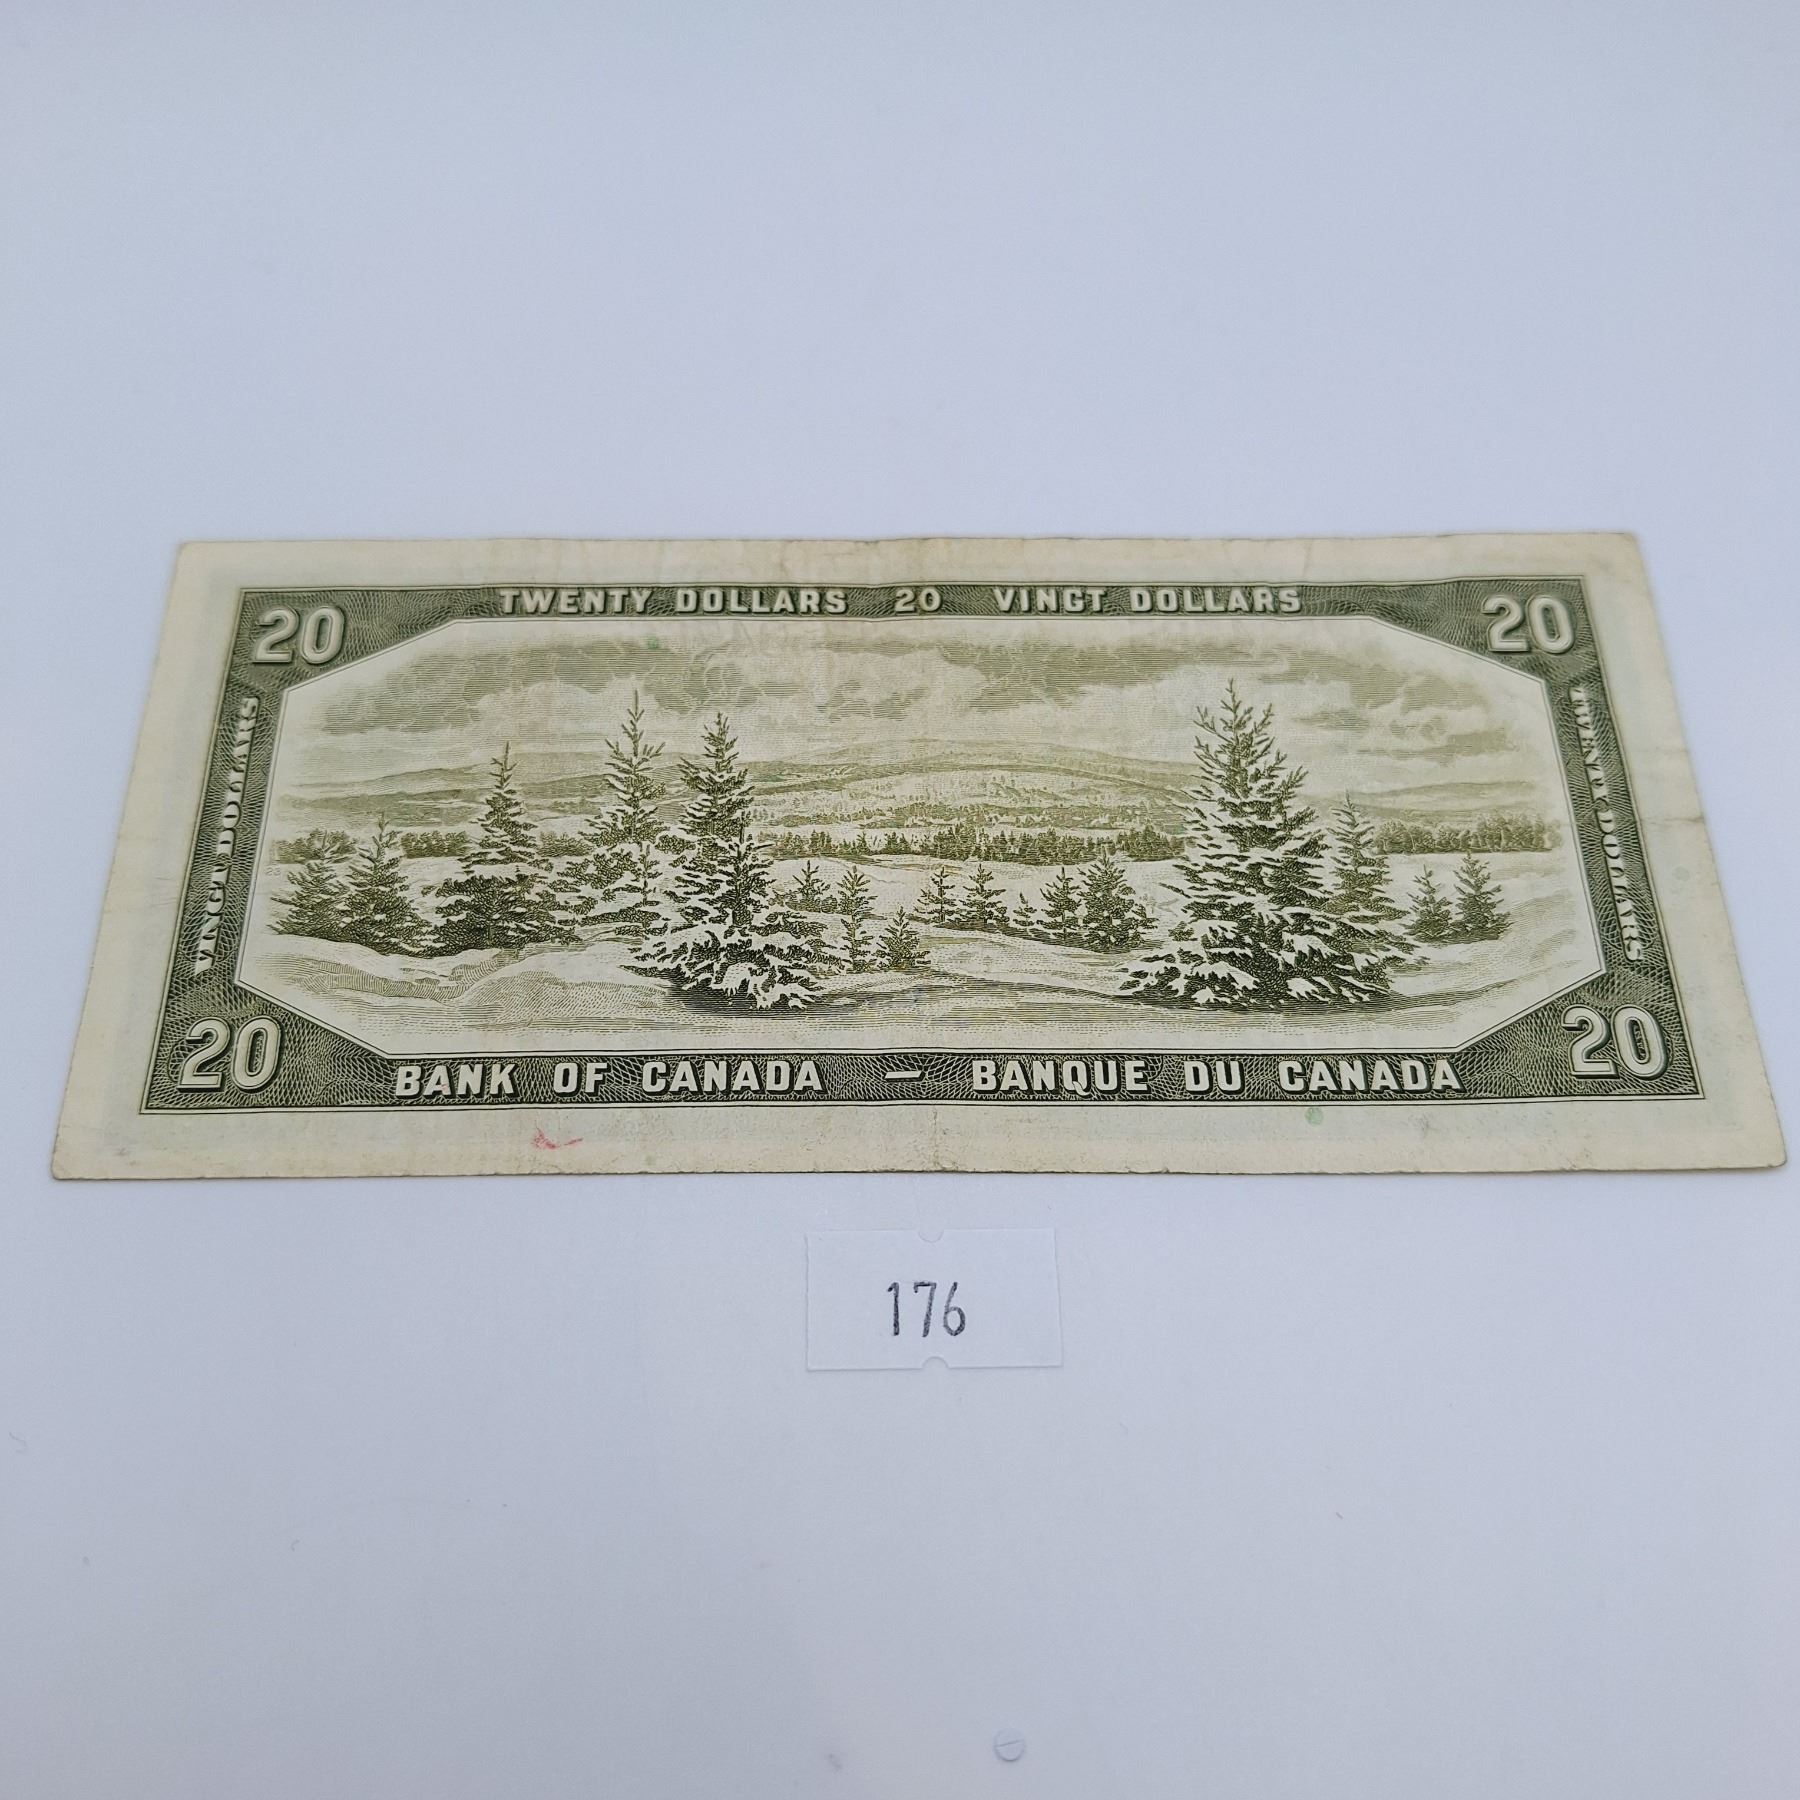 TWENTY DOLLARS 20 VINGT DOLLARS
20
20
VINGT DOLLARS
TWENTY DOLLARS
20
20
BANK OF CANADA — BANQUE DU CANADA
176